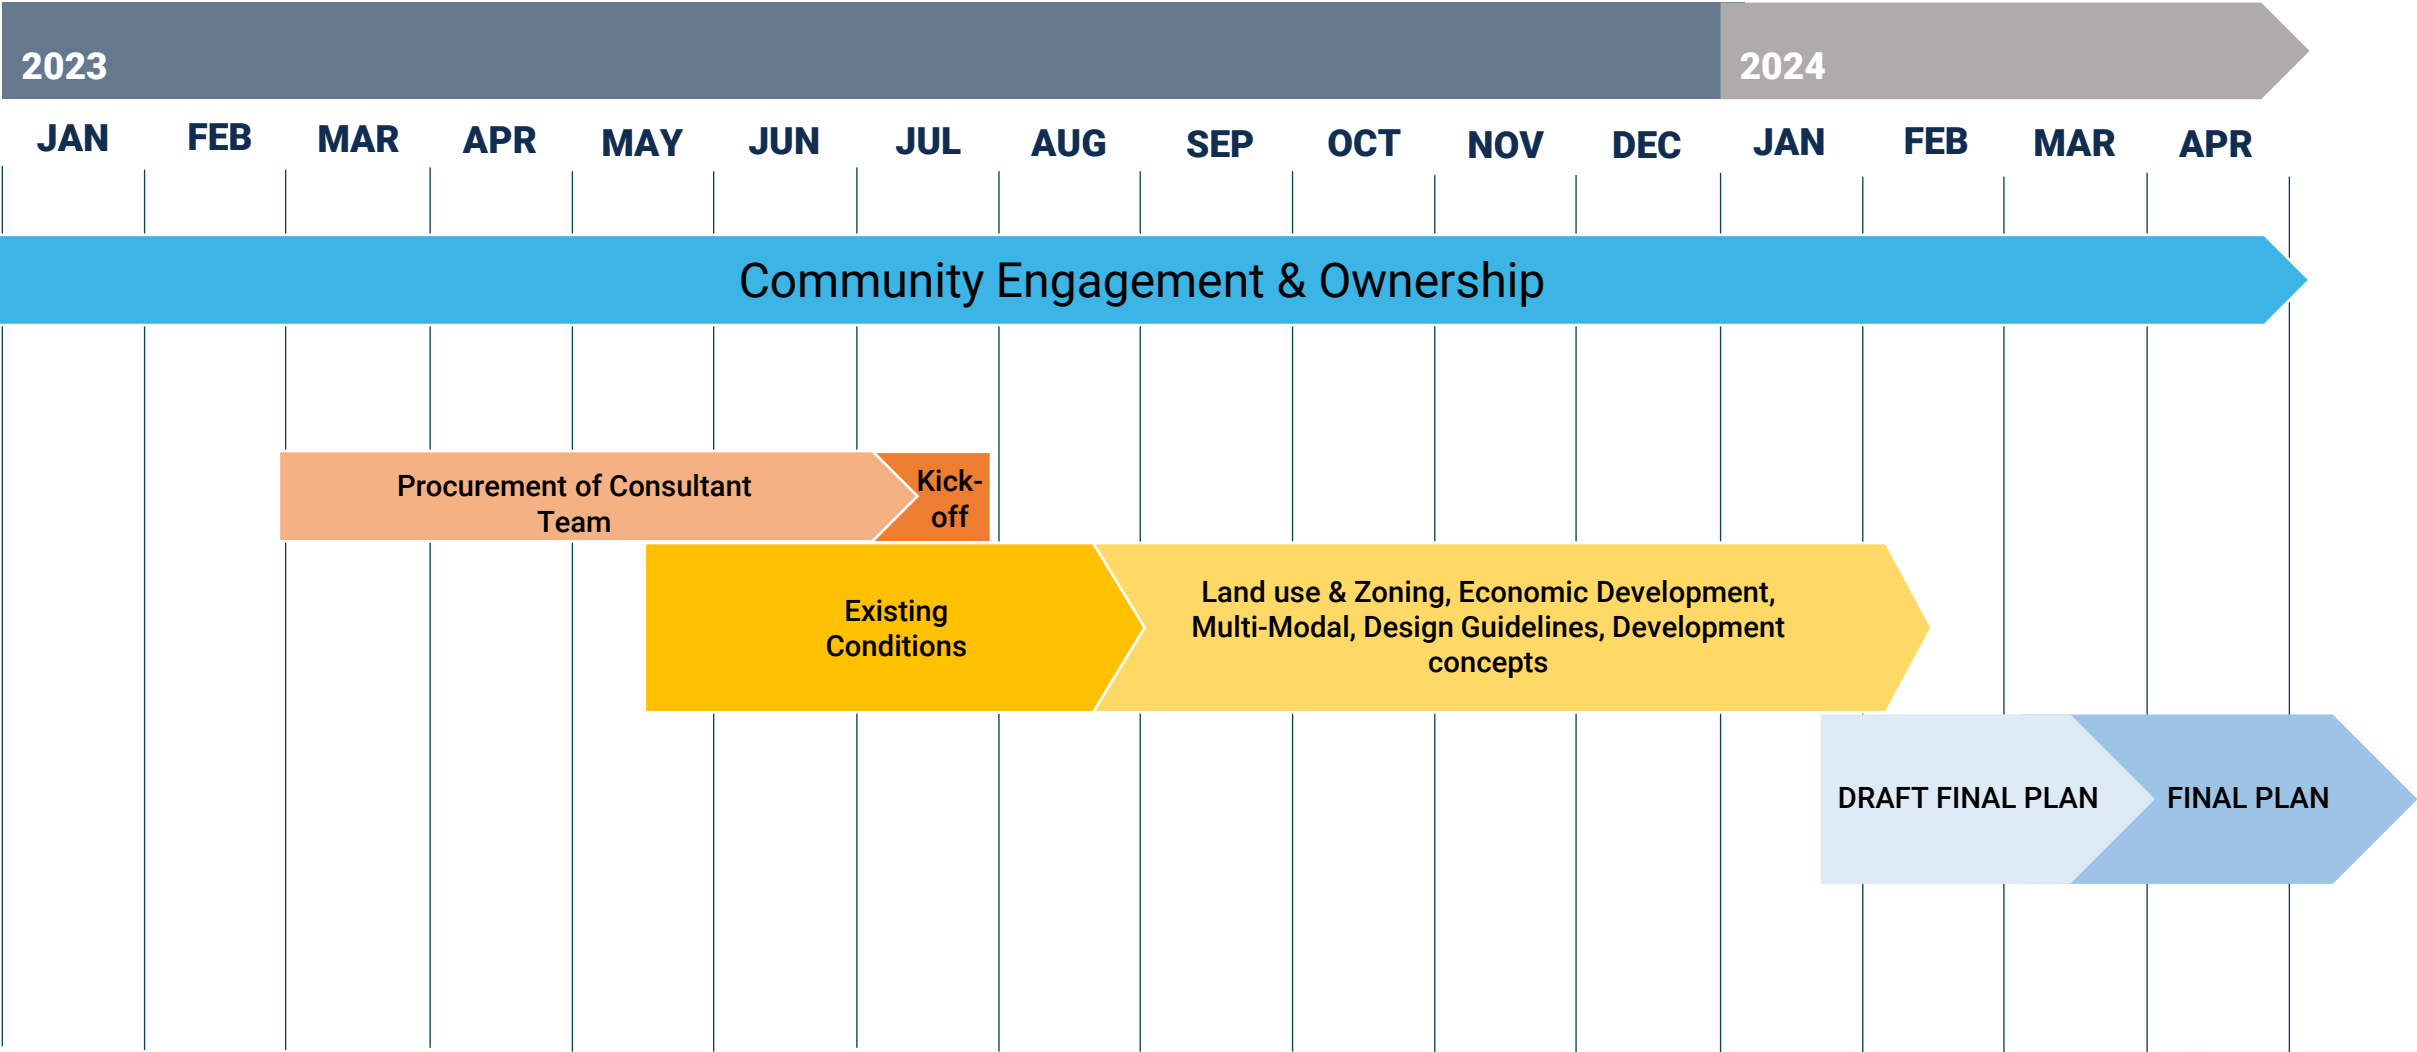 2023
2024
JAN FEB MAR APR MAY JUN JUL AUG SEP OCT NOV DEC JAN FEB MAR APR
Community Engagement & Ownership
Procurement of Consultant
Team
Kick-
off
Existing
Conditions
Land use & Zoning, Economic Development,
Multi-Modal, Design Guidelines, Development
concepts
DRAFT FINAL PLAN
FINAL PLAN